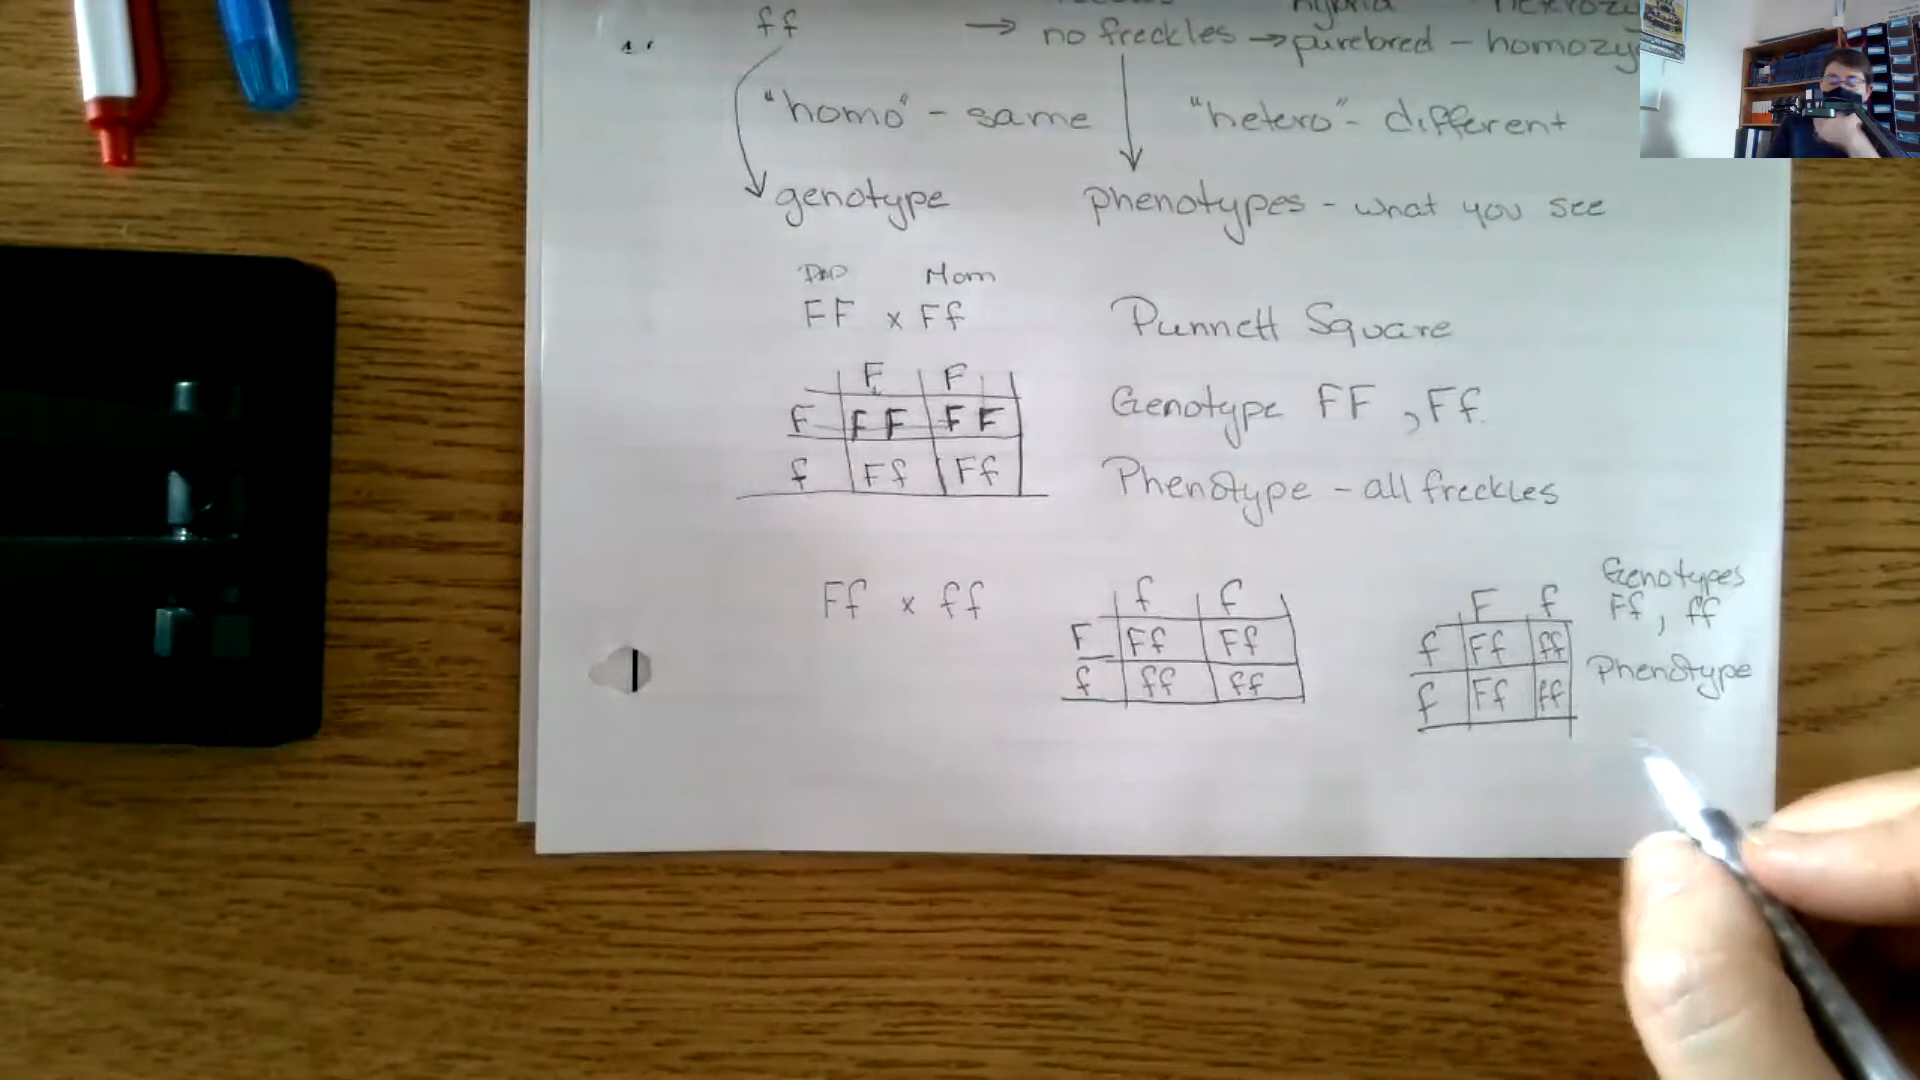 ff → no freckles → purebred - homozy
"homo" - same "hetero" - different
genotype phenotypes - what you see
DAD Mom
FF x Ff Punnett Square
F F
F FF FF Genotype FF , Ff.
f Ff Ff Phenotype - all freckles
Ff x ff
f f
F Ff Ff
f ff ff
F f
f Ff ff
f Ff ff
Genotypes
Ff , ff
Phenotype